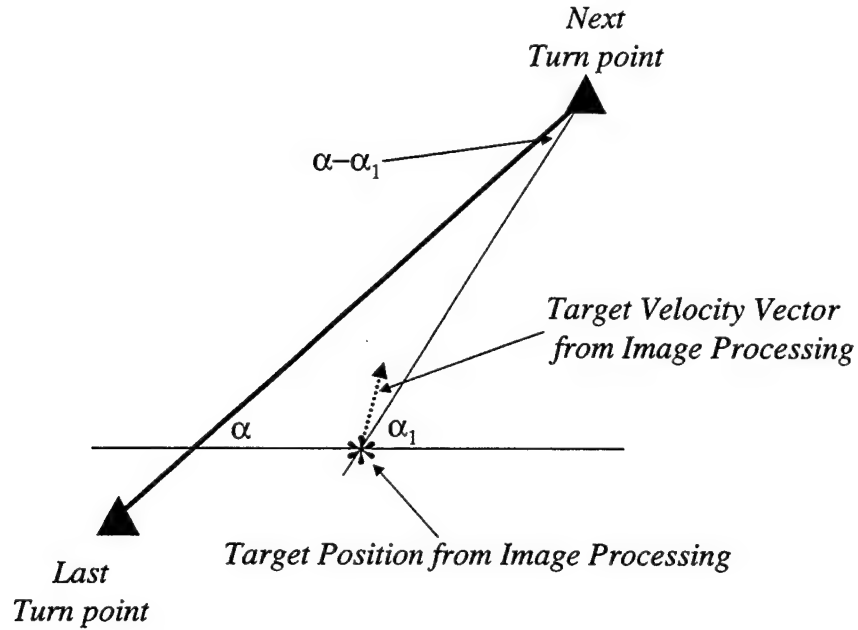 Next
Turn point
α−α₁
Target Velocity Vector
from Image Processing
α
α₁
Target Position from Image Processing
Last
Turn point